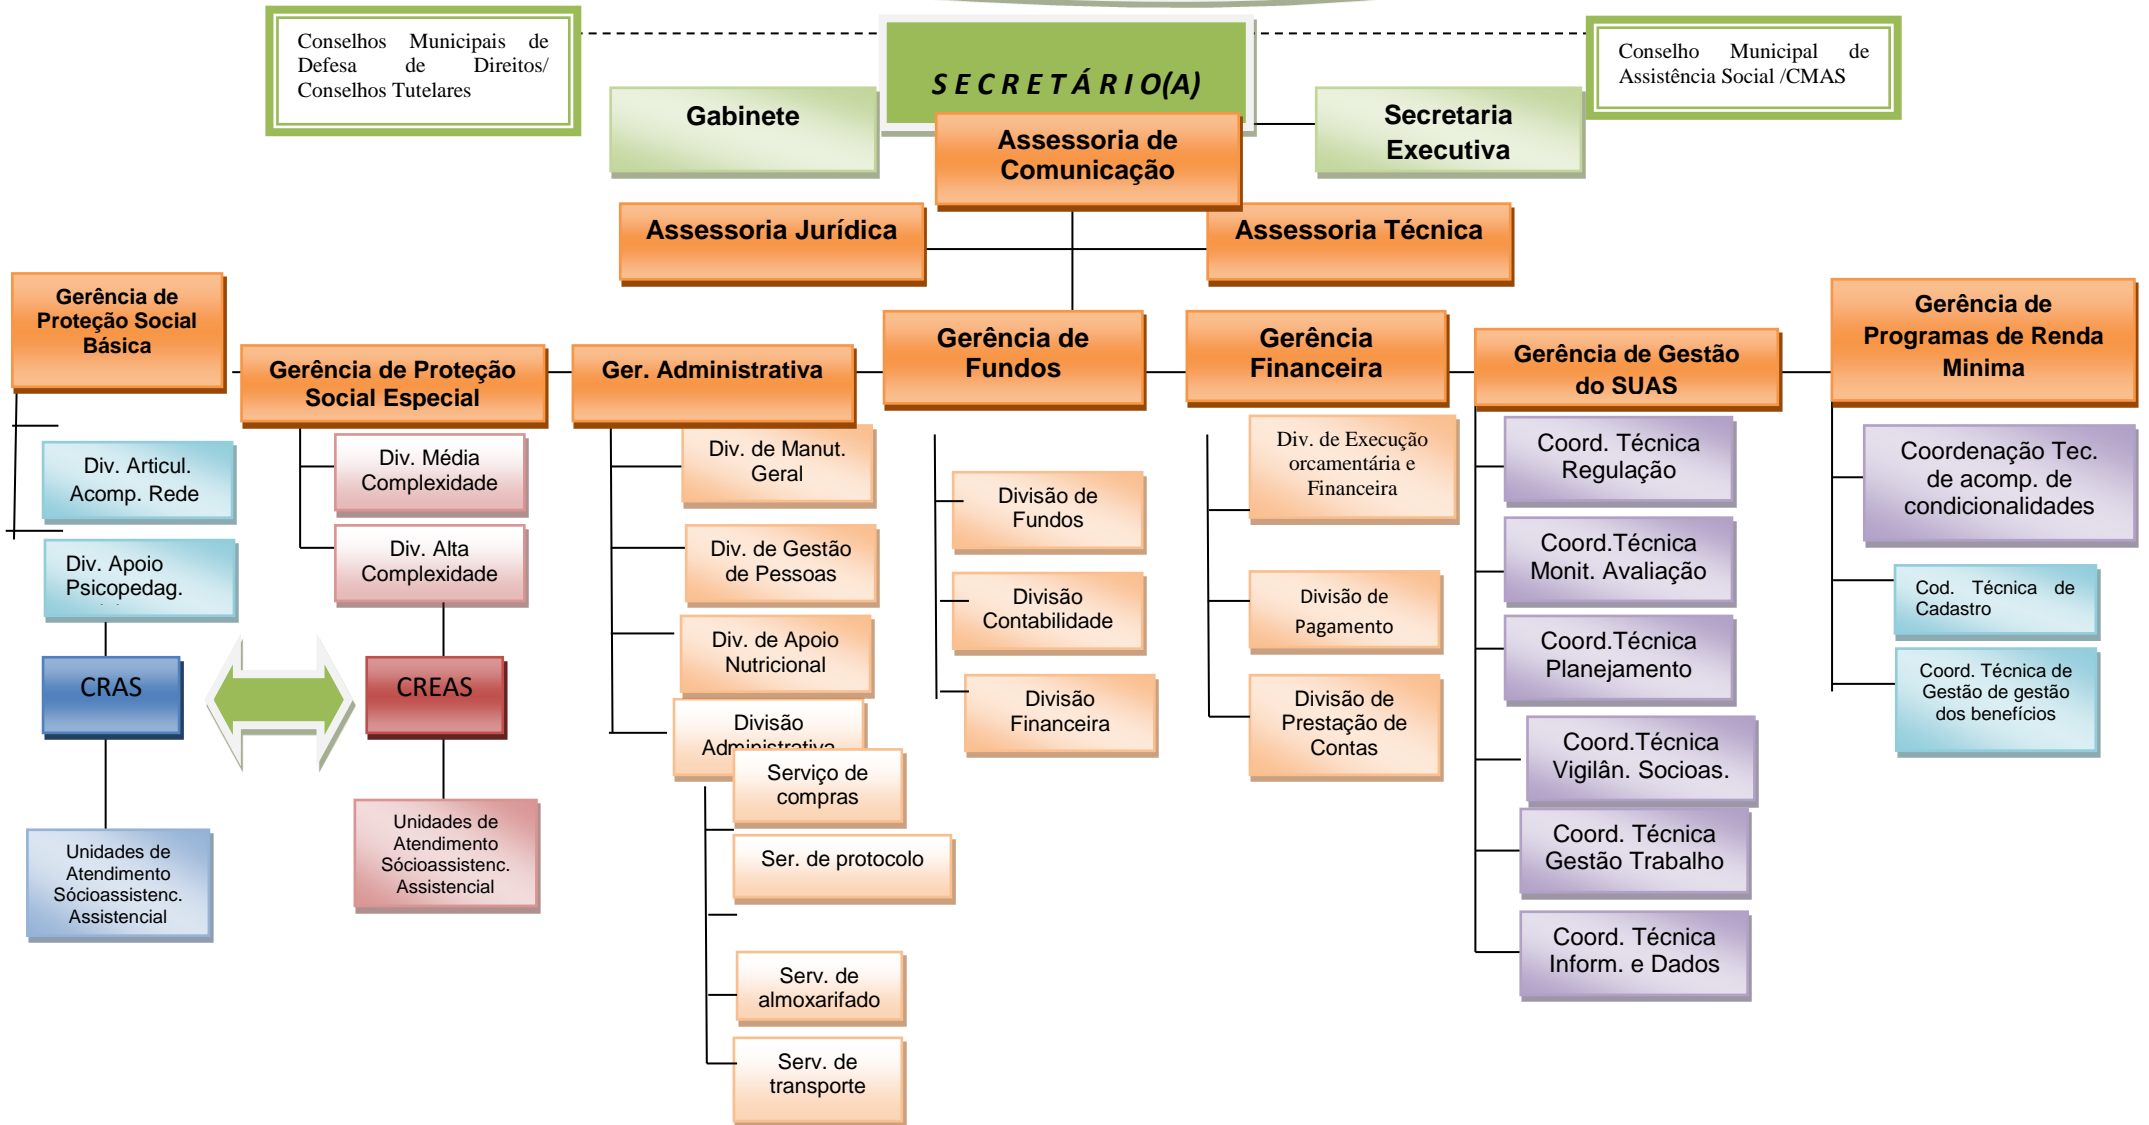 Conselhos Municipais de
Defesa de Direitos/
Conselhos Tutelares
S E C R E T Á R I O(A)
Conselho Municipal de
Assistência Social /CMAS
Gabinete
Assessoria de
Comunicação
Secretaria
Executiva
Assessoria Jurídica
Assessoria Técnica
Gerência de
Proteção Social
Básica
Gerência de Proteção
Social Especial
Ger. Administrativa
Gerência de
Fundos
Gerência
Financeira
Gerência de Gestão
do SUAS
Gerência de
Programas de Renda
Minima
Div. Articul.
Acomp. Rede
Div. Apoio
Psicopedag.
CRAS
Unidades de
Atendimento
Sócioassistenc.
Assistencial
Div. Média
Complexidade
Div. Alta
Complexidade
CREAS
Unidades de
Atendimento
Sócioassistenc.
Assistencial
Div. de Manut.
Geral
Div. de Gestão
de Pessoas
Div. de Apoio
Nutricional
Divisão
Administrativa
Serviço de
compras
Ser. de protocolo
Serv. de
almoxarifado
Serv. de
transporte
Divisão de
Fundos
Divisão
Contabilidade
Divisão
Financeira
Div. de Execução
orcamentária e
Financeira
Divisão de
Pagamento
Divisão de
Prestação de
Contas
Coord. Técnica
Regulação
Coord.Técnica
Monit. Avaliação
Coord.Técnica
Planejamento
Coord.Técnica
Vigilân. Socioas.
Coord. Técnica
Gestão Trabalho
Coord. Técnica
Inform. e Dados
Coordenação Tec.
de acomp. de
condicionalidades
Cod. Técnica de
Cadastro
Coord. Técnica de
Gestão de gestão
dos benefícios